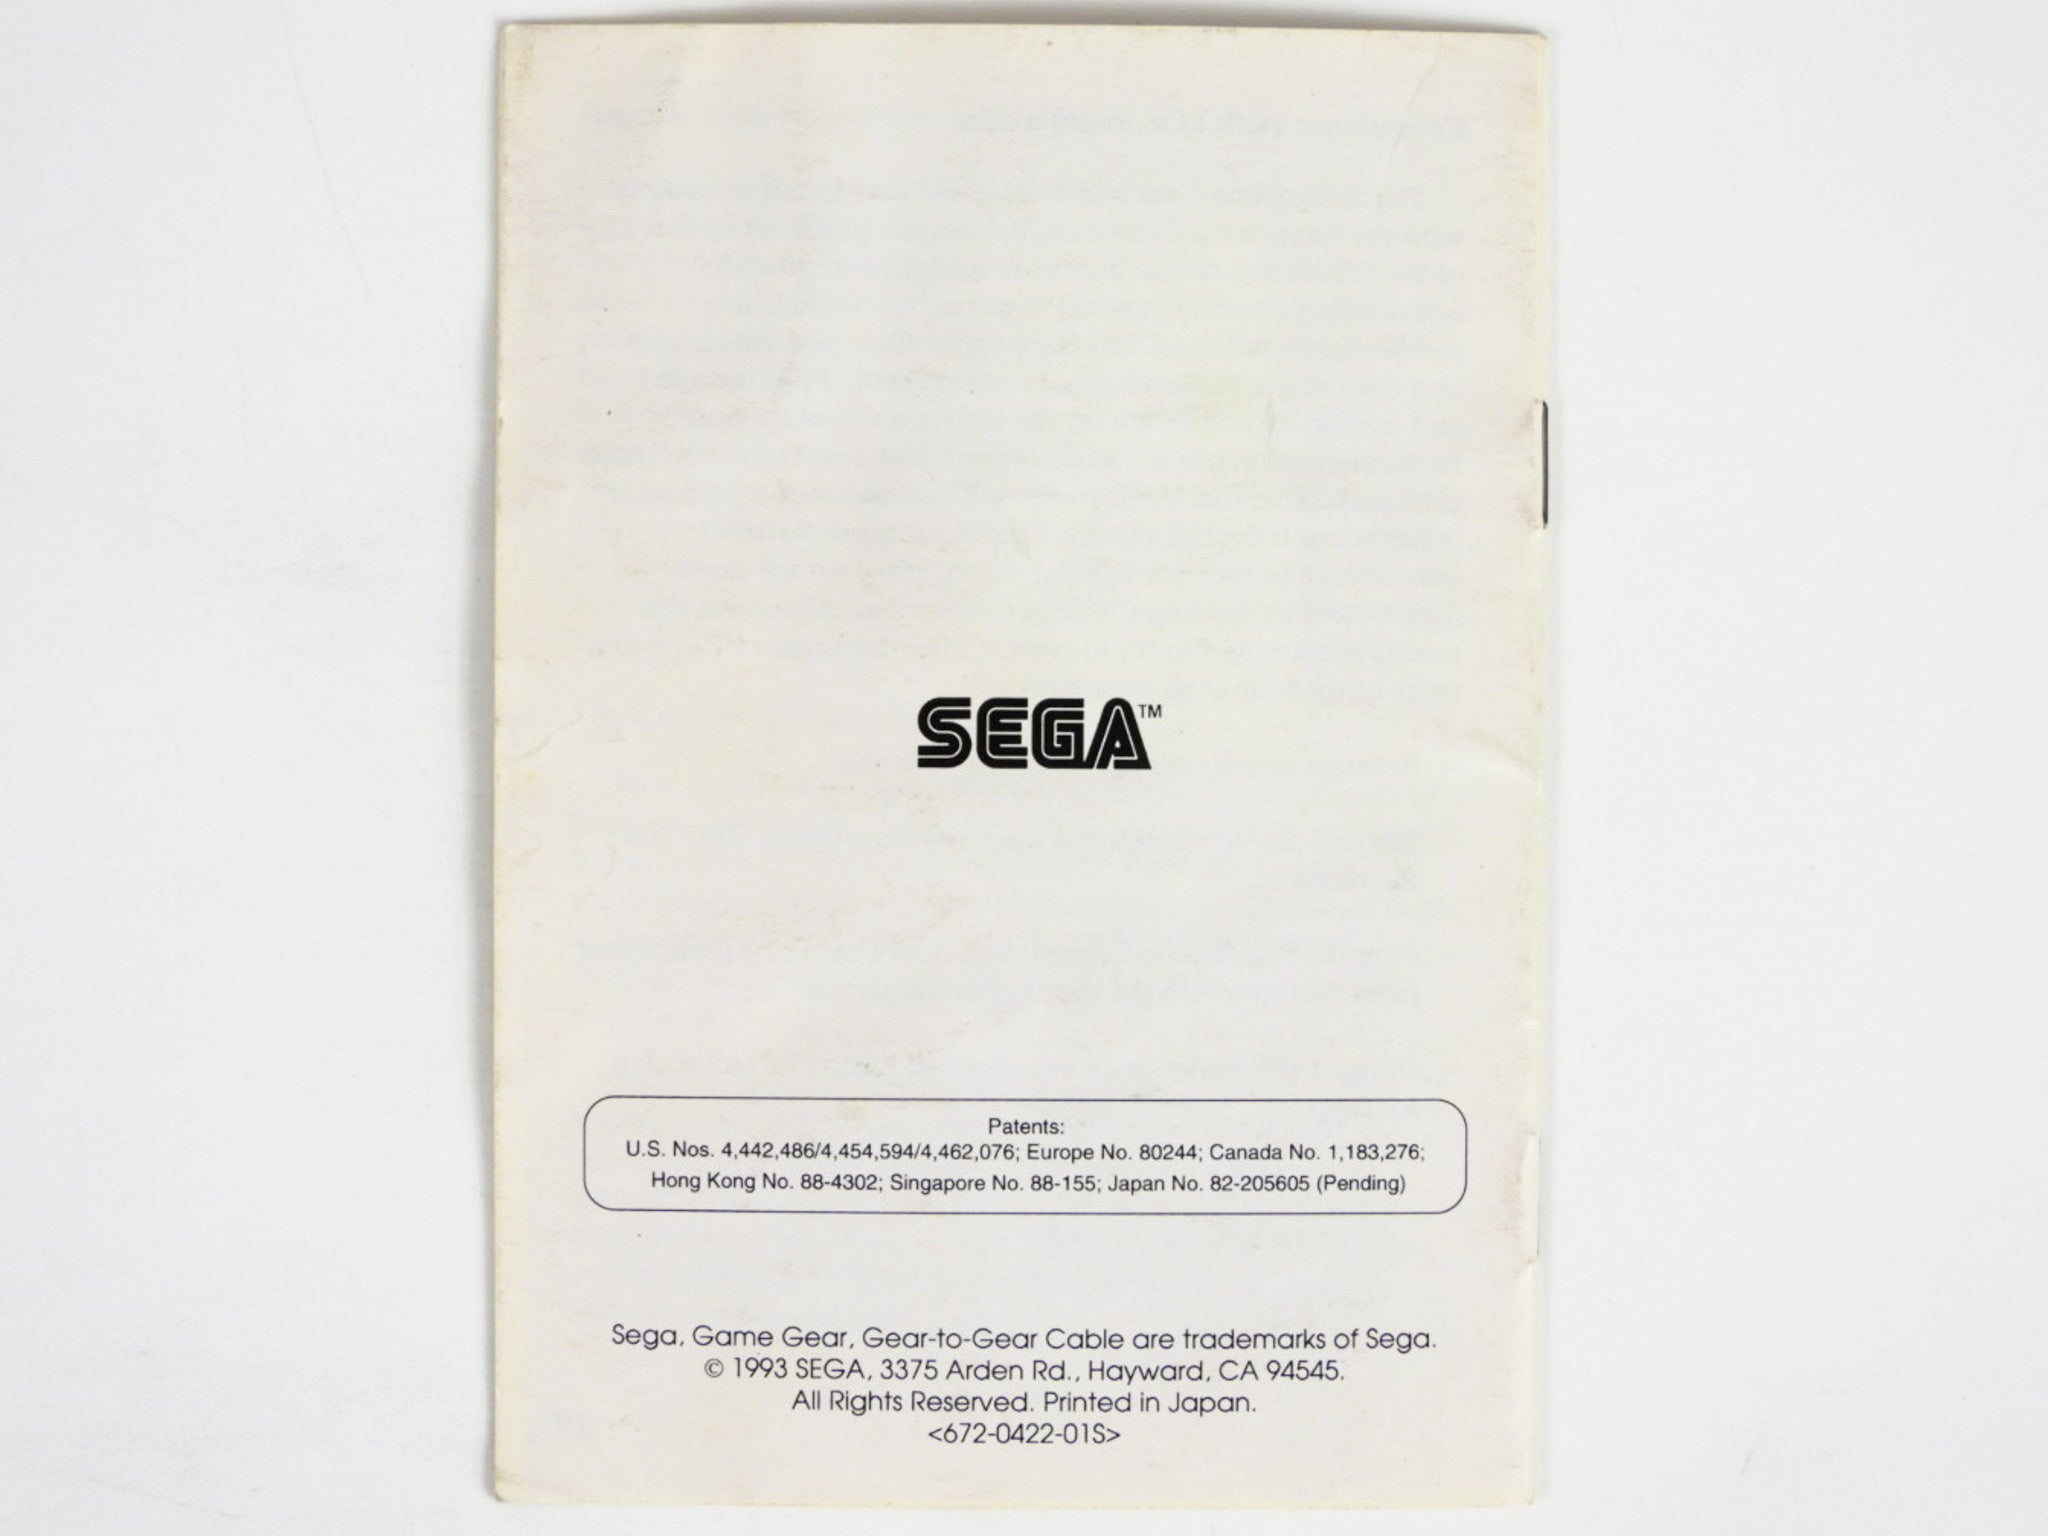 SEGA™
Patents:
U.S. Nos. 4,442,486/4,454,594/4,462,076; Europe No. 80244; Canada No. 1,183,276;
Hong Kong No. 88-4302; Singapore No. 88-155; Japan No. 82-205605 (Pending)
Sega, Game Gear, Gear-to-Gear Cable are trademarks of Sega.
© 1993 SEGA, 3375 Arden Rd., Hayward, CA 94545.
All Rights Reserved. Printed in Japan.
<672-0422-01S>